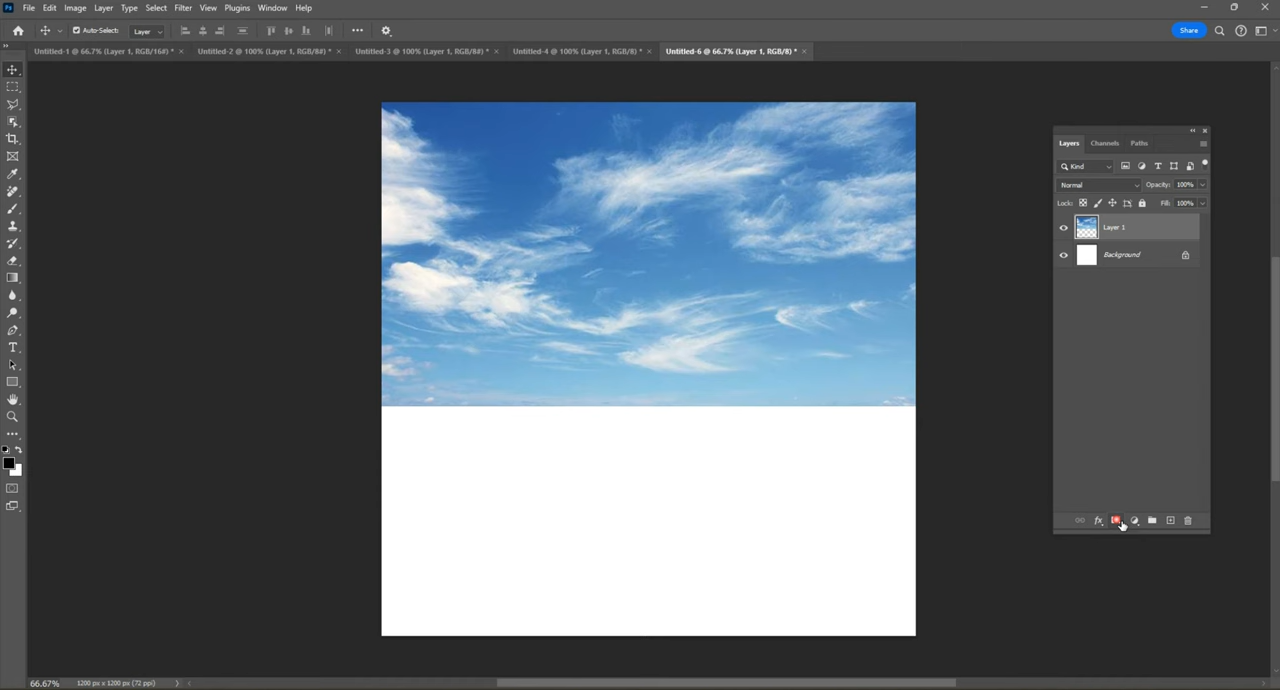 Ps File Edit Image Layer Type Select Filter View Plugins Window Help
Auto-Select: Layer Share
Untitled-1 @ 66.7% (Layer 1, RGB/16#) * Untitled-2 @ 100% (Layer 1, RGB/8#) * Untitled-3 @ 100% (Layer 1, RGB/8#) * Untitled-4 @ 100% (Layer 1, RGB/8) * Untitled-6 @ 66.7% (Layer 1, RGB/8) *
Layers Channels Paths
Kind
Normal Opacity: 100%
Lock: Fill: 100%
Layer 1
Background
fx
66.67% 1200 px x 1200 px (72 ppi)